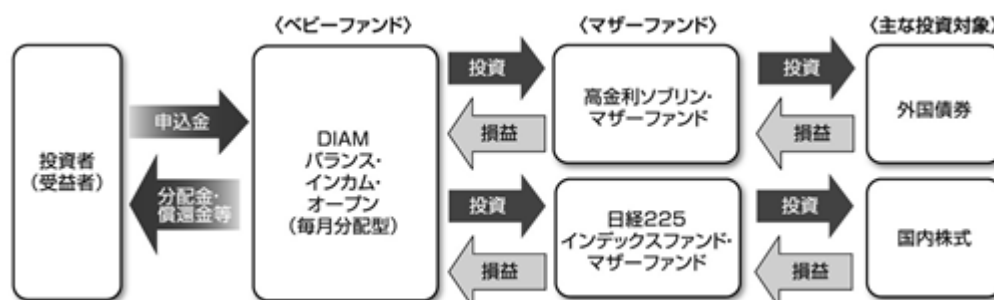 〈ベビーファンド〉
〈マザーファンド〉
〈主な投資対象〉
投資者
(受益者)
申込金
分配金・
償還金等
DIAM
バランス・
インカム・
オープン
(毎月分配型)
投資
損益
高金利ソブリン・
マザーファンド
投資
損益
外国債券
投資
損益
日経225
インデックスファンド・
マザーファンド
投資
損益
国内株式